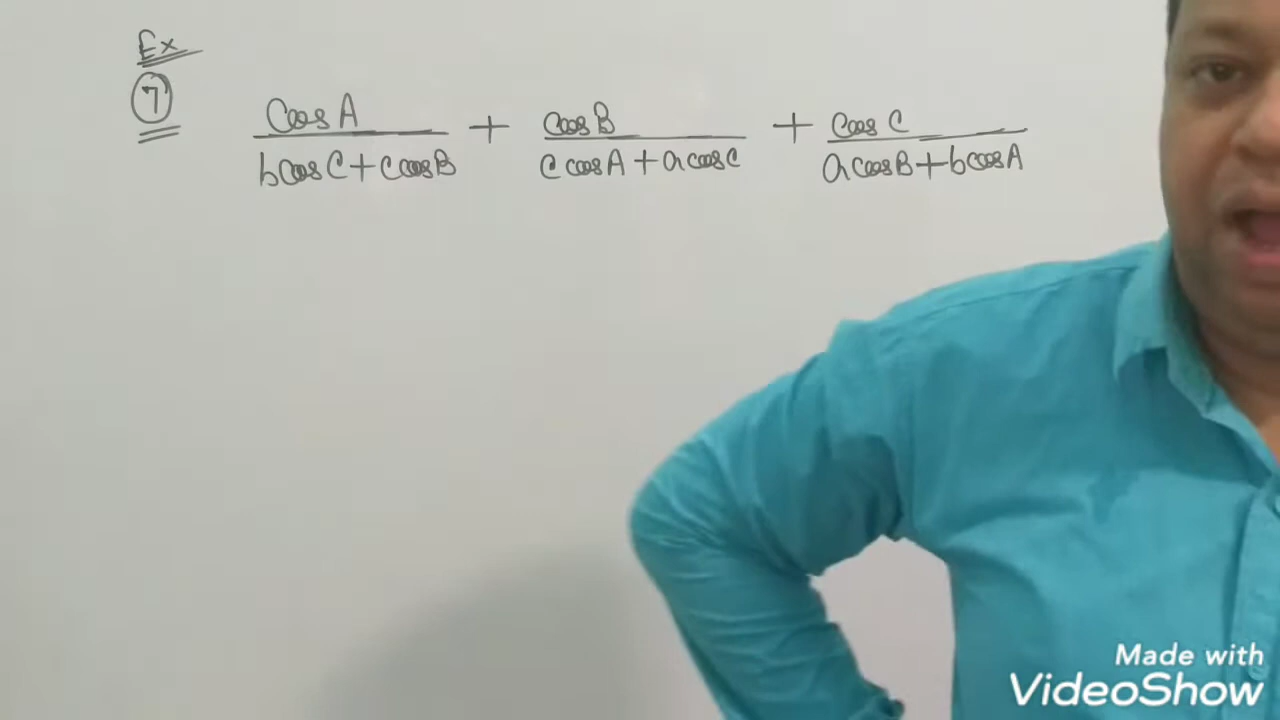 Ex
7
cosA / bcosC+ccosB + cosB / ccosA+acosC + cosC / acosB+bcosA
Made with
VideoShow